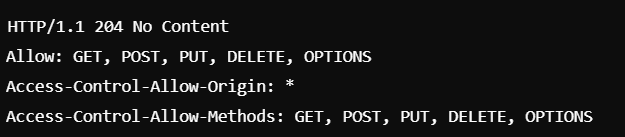 HTTP/1.1 204 No Content
Allow: GET, POST, PUT, DELETE, OPTIONS
Access-Control-Allow-Origin: *
Access-Control-Allow-Methods: GET, POST, PUT, DELETE, OPTIONS